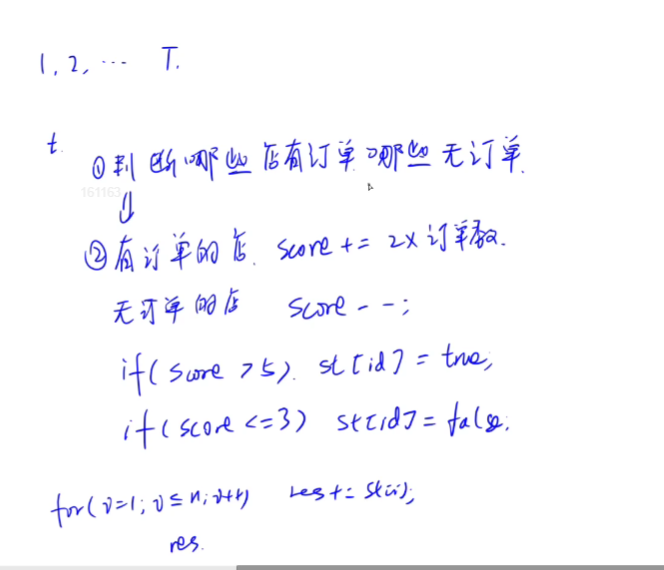 1, 2, ... T.
t.
①判断哪些店有订单, 哪些无订单.
161163
②有订单的店. score += 2×订单数.
无订单的店 score--;
if(score >5). st[id] = true,
if(score <=3) st[id] = false.
for(i=1; i≤n; i++) res += st[i];
res.